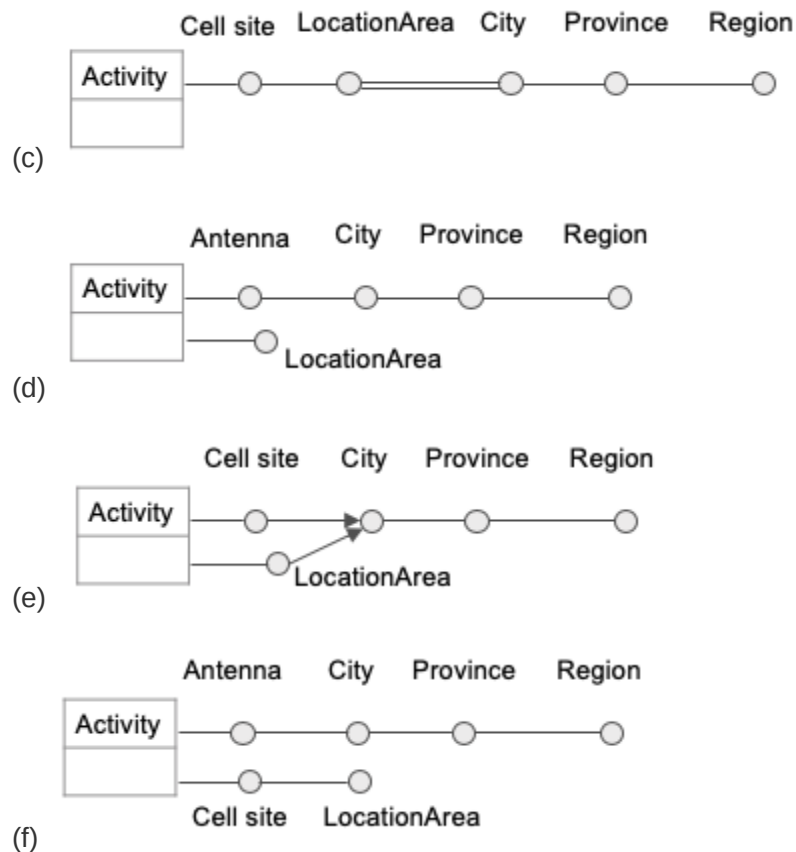 Cell site LocationArea City Province Region
Activity
(c)
Antenna City Province Region
Activity
LocationArea
(d)
Cell site City Province Region
Activity
LocationArea
(e)
Antenna City Province Region
Activity
Cell site LocationArea
(f)